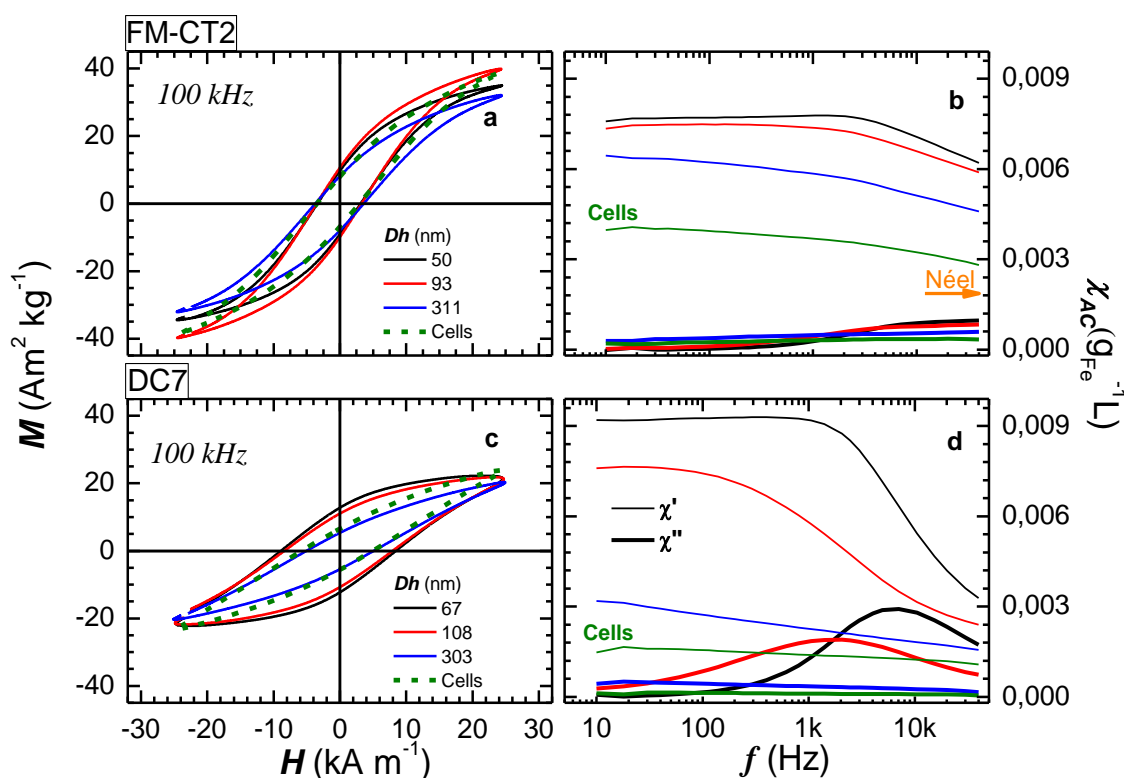 FM-CT2
40
20
0
-20
-40
100 kHz
a
Dh (nm)
50
93
311
Cells
b
Cells
Néel
0,009
0,006
0,003
0,000
DC7
40
20
0
-20
-40
100 kHz
c
Dh (nm)
67
108
303
Cells
d
χ'
χ''
Cells
0,009
0,006
0,003
0,000
-30 -20 -10 0 10 20 30
10 100 1k 10k
M (Am² kg⁻¹)
H (kA m⁻¹)
f (Hz)
χAC(gFe⁻¹L)